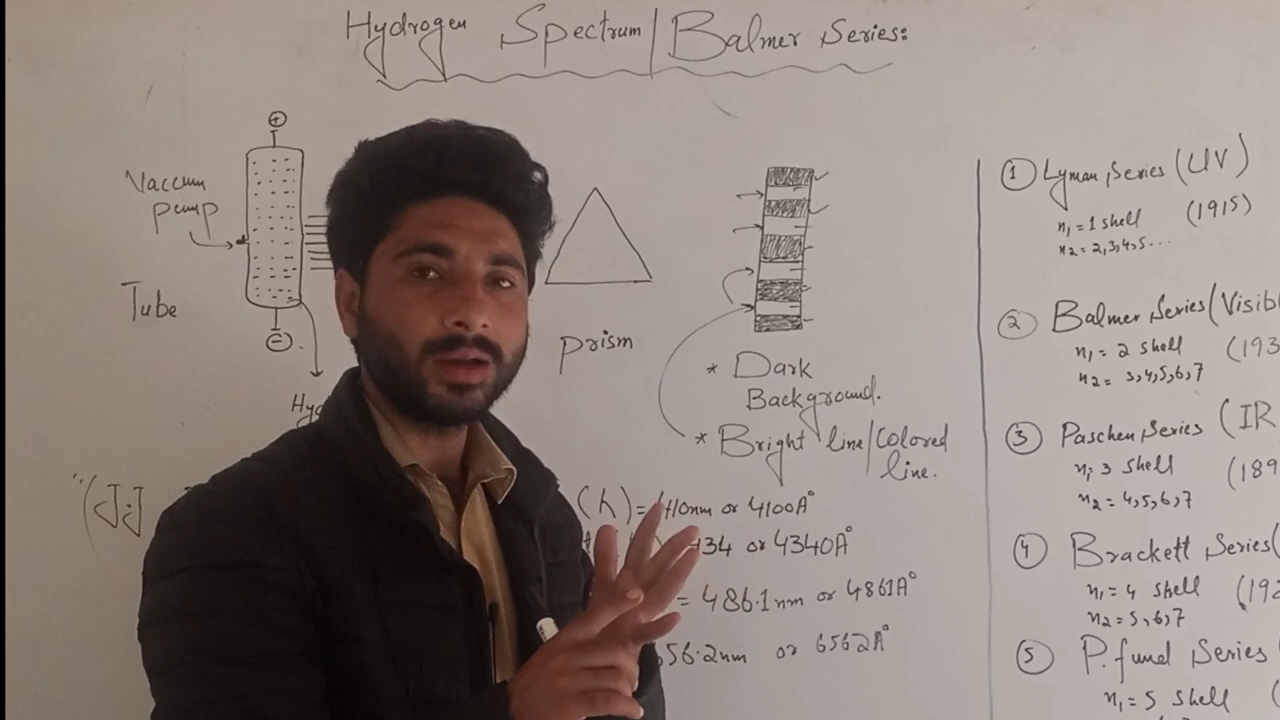 Hydrogen Spectrum / Balmer Series:
⊕
Vaccum
pump
Tube
⊖
Hy
prism
* Dark
Background.
* Bright line/Colored
line.
(h) = 410nm or 4100A°
434 or 4340A°
= 486.1nm or 4861A°
656.2nm or 6562A°
① Lyman Series (UV)
n₁ = 1 shell (1915)
n₂ = 2,3,4,5...
② Balmer Series (Visib
n₁ = 2 shell (193
n₂ = 3,4,5,6,7
③ Paschen Series (IR
n₁ 3 shell (189
n₂ = 4,5,6,7
④ Brackett Series (
n₁ = 4 shell (192
n₂ = 5,6,7
⑤ P.fund Series
n₁ = 5 shell (